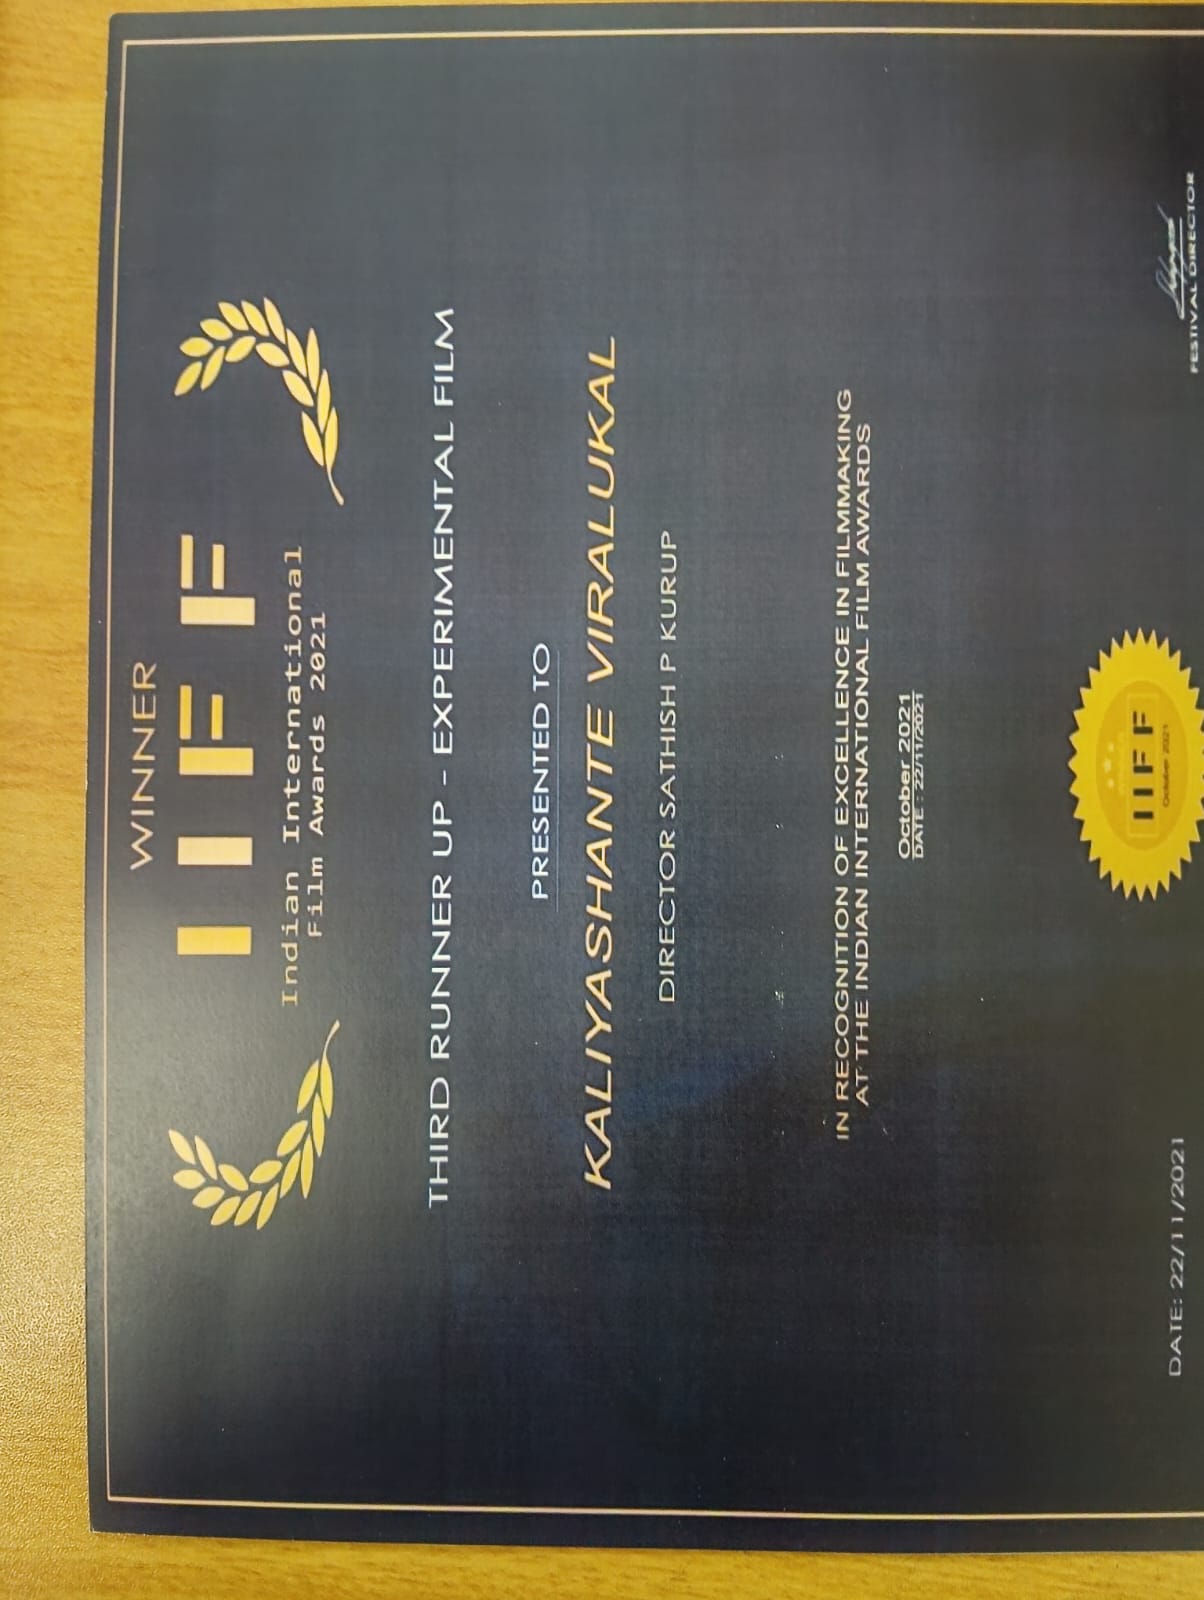 WINNER
IIFF
Indian International
Film Awards 2021
THIRD RUNNER UP - EXPERIMENTAL FILM
PRESENTED TO
KALIYASHANTE VIRALUKAL
DIRECTOR SATHISH P KURUP
IN RECOGNITION OF EXCELLENCE IN FILMMAKING
AT THE INDIAN INTERNATIONAL FILM AWARDS
October 2021
DATE : 22/11/2021
IIFF
October 2021
DATE: 22/11/2021
FESTIVAL DIRECTOR